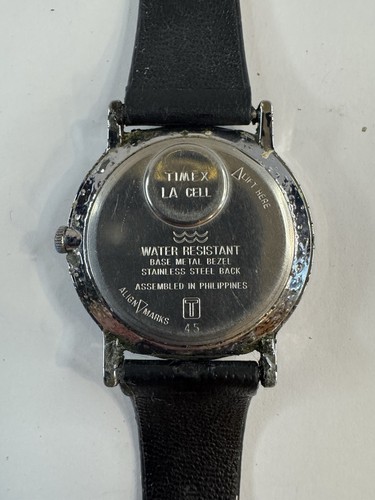 TIMEX
LA CELL
LIFT HERE
WATER RESISTANT
BASE METAL BEZEL
STAINLESS STEEL BACK
ASSEMBLED IN PHILIPPINES
ALIGN MARKS
T
45